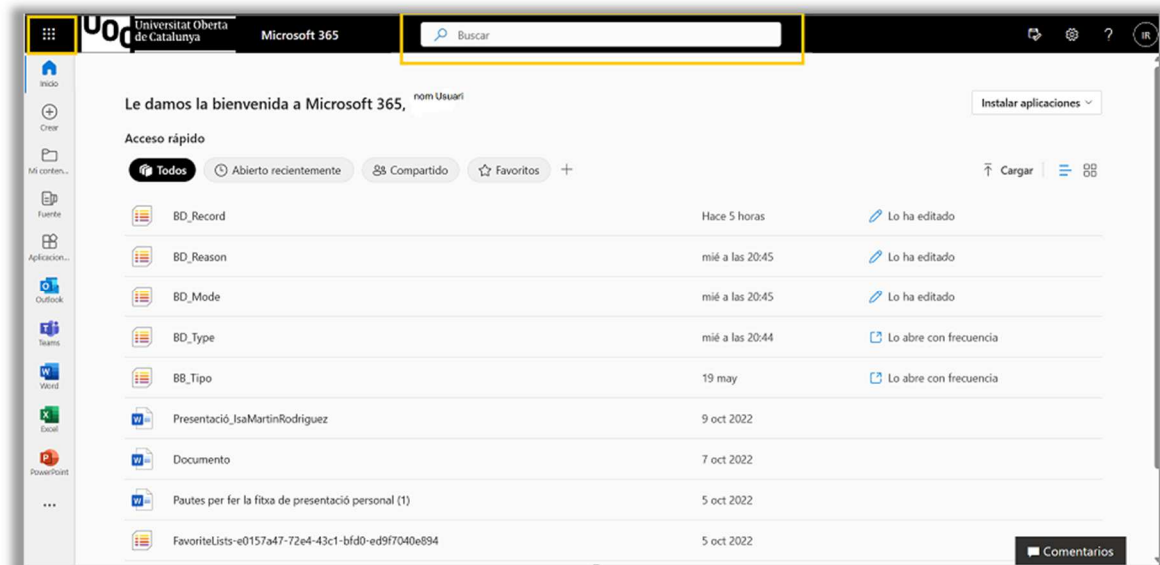 UOC Universitat Oberta
de Catalunya
Microsoft 365
Buscar
?
IR
Inicio
Crear
Mi conten...
Fuente
Aplicacion...
Outlook
Teams
Word
Excel
PowerPoint
...
Le damos la bienvenida a Microsoft 365, nom Usuari
Instalar aplicaciones
Acceso rápido
Todos Abierto recientemente Compartido Favoritos +
Cargar
BD_Record Hace 5 horas Lo ha editado
BD_Reason mié a las 20:45 Lo ha editado
BD_Mode mié a las 20:45 Lo ha editado
BD_Type mié a las 20:44 Lo abre con frecuencia
BB_Tipo 19 may Lo abre con frecuencia
Presentació_IsaMartinRodriguez 9 oct 2022
Documento 7 oct 2022
Pautes per fer la fitxa de presentació personal (1) 5 oct 2022
FavoriteLists-e0157a47-72e4-43c1-bfd0-ed9f7040e894 5 oct 2022
Comentarios